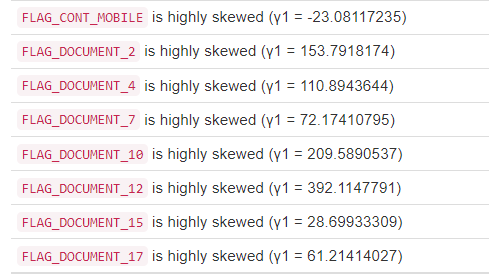 FLAG_CONT_MOBILE is highly skewed (γ1 = -23.08117235)
FLAG_DOCUMENT_2 is highly skewed (γ1 = 153.7918174)
FLAG_DOCUMENT_4 is highly skewed (γ1 = 110.8943644)
FLAG_DOCUMENT_7 is highly skewed (γ1 = 72.17410795)
FLAG_DOCUMENT_10 is highly skewed (γ1 = 209.5890537)
FLAG_DOCUMENT_12 is highly skewed (γ1 = 392.1147791)
FLAG_DOCUMENT_15 is highly skewed (γ1 = 28.69933309)
FLAG_DOCUMENT_17 is highly skewed (γ1 = 61.21414027)